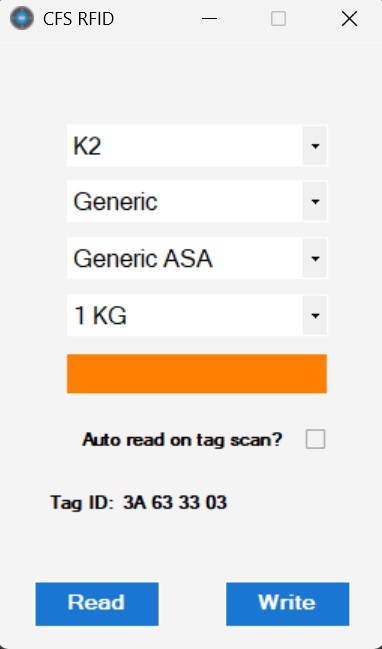 CFS RFID
K2
Generic
Generic ASA
1 KG
Auto read on tag scan?
Tag ID: 3A 63 33 03
Read Write